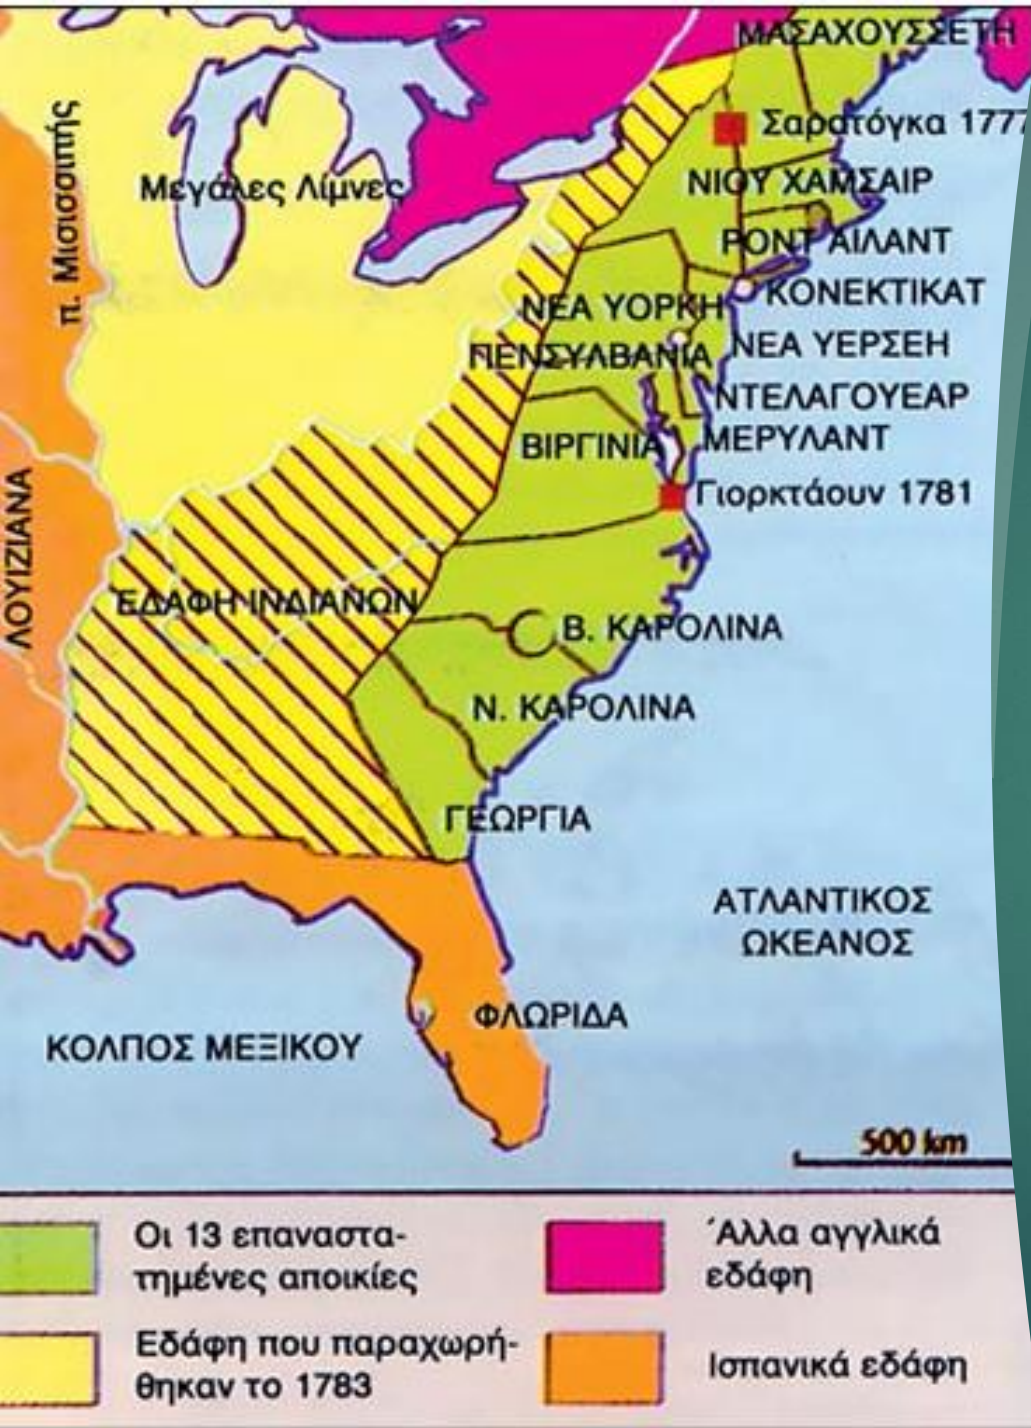 ΜΑΣΑΧΟΥΣΣΕΤΗ
Σαρατόγκα 1777
π. Μισισιπής
Μεγάλες Λίμνες
ΝΙΟΥ ΧΑΜΣΑΙΡ
ΡΟΝΤ ΑΙΛΑΝΤ
ΚΟΝΕΚΤΙΚΑΤ
ΝΕΑ ΥΟΡΚΗ
ΝΕΑ ΥΕΡΣΕΗ
ΠΕΝΣΥΛΒΑΝΙΑ
ΝΤΕΛΑΓΟΥΕΑΡ
ΜΕΡΥΛΑΝΤ
ΒΙΡΓΙΝΙΑ
Γιορκτάουν 1781
ΛΟΥΙΖΙΑΝΑ
ΕΔΑΦΗ ΙΝΔΙΑΝΩΝ
Β. ΚΑΡΟΛΙΝΑ
Ν. ΚΑΡΟΛΙΝΑ
ΓΕΩΡΓΙΑ
ΑΤΛΑΝΤΙΚΟΣ
ΩΚΕΑΝΟΣ
ΦΛΩΡΙΔΑ
ΚΟΛΠΟΣ ΜΕΞΙΚΟΥ
500 km
Οι 13 επαναστα-
τημένες αποικίες
Εδάφη που παραχωρή-
θηκαν το 1783
Άλλα αγγλικά
εδάφη
Ισπανικά εδάφη